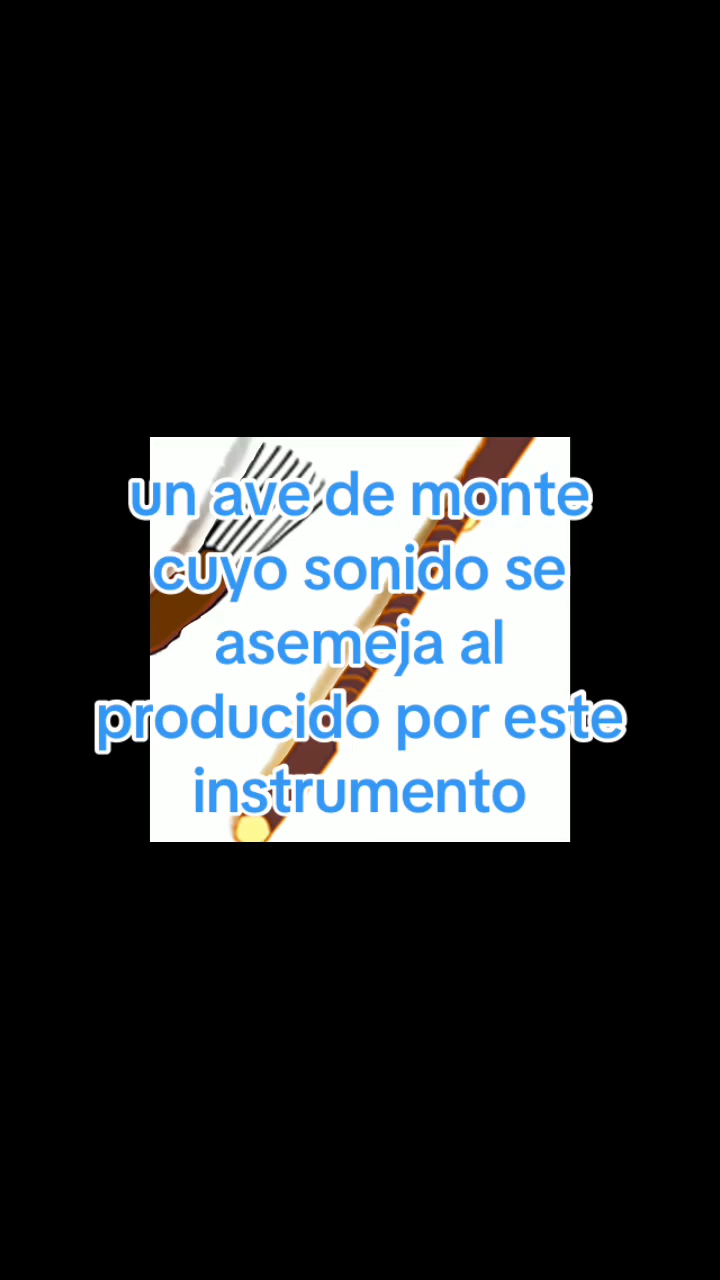 un ave de monte
cuyo sonido se
asemeja al
producido por este
instrumento